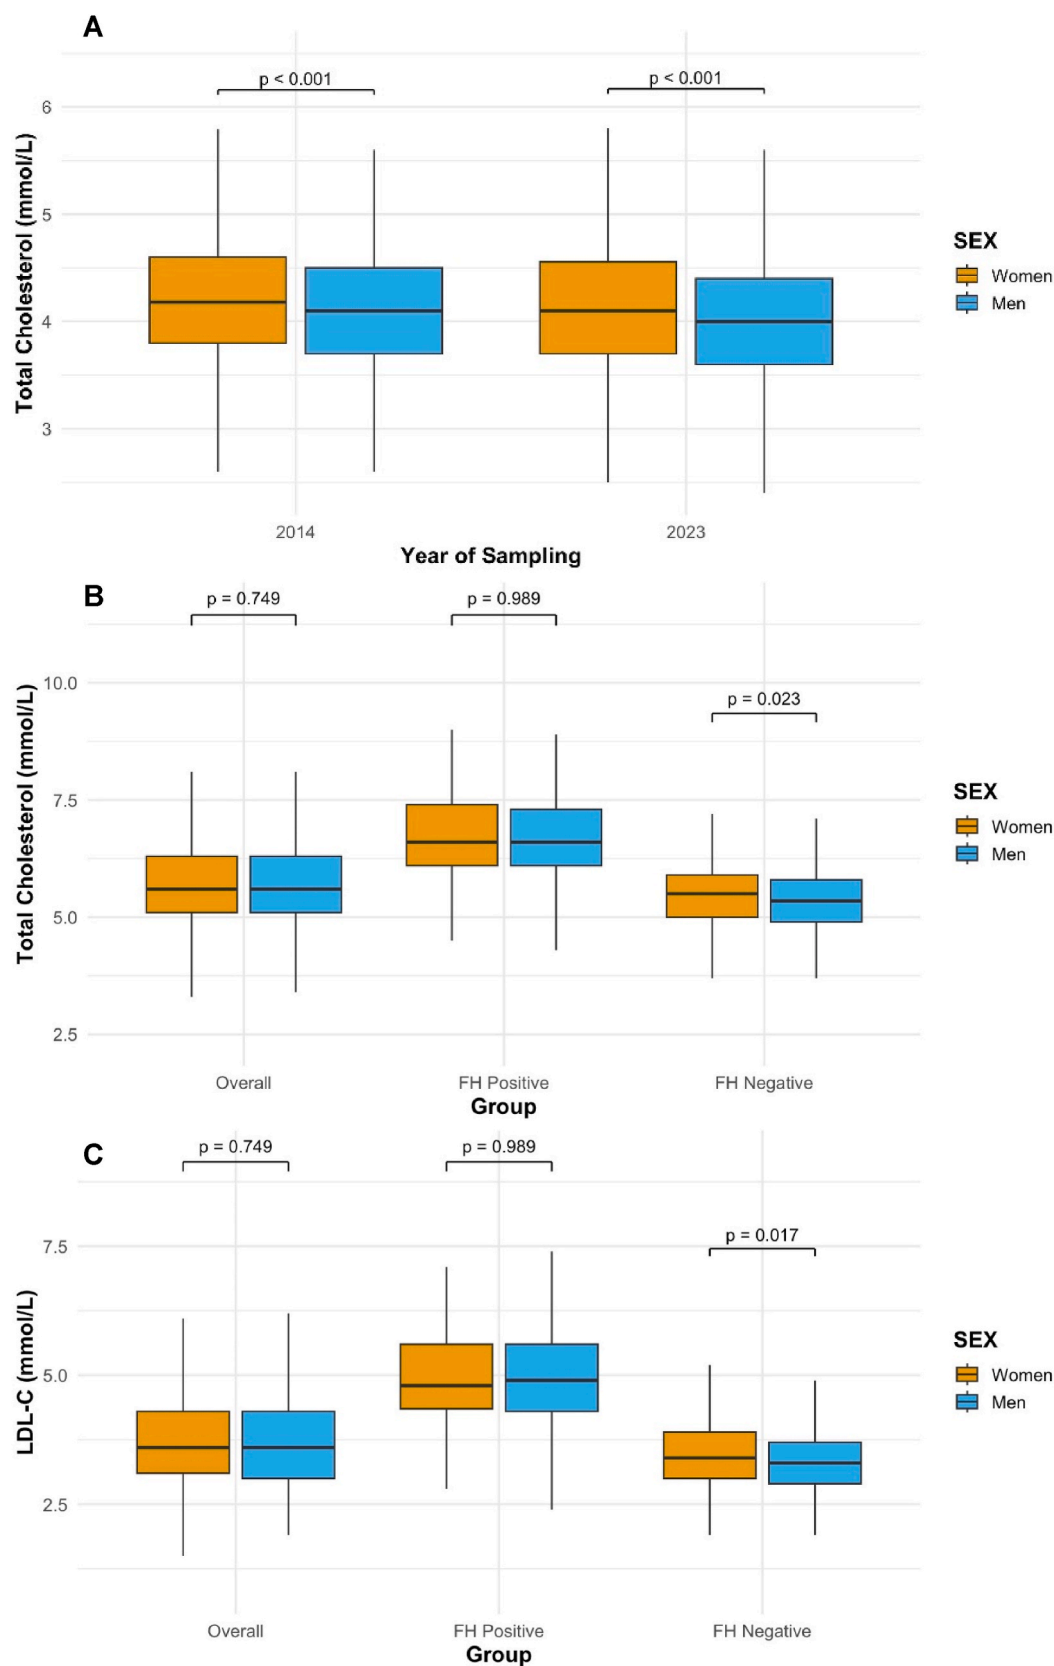 A
p < 0.001
p < 0.001
6
5
4
3
Total Cholesterol (mmol/L)
2014
2023
Year of Sampling
SEX
Women
Men
B
p = 0.749
p = 0.989
p = 0.023
10.0
7.5
5.0
2.5
Total Cholesterol (mmol/L)
Overall
FH Positive
FH Negative
Group
SEX
Women
Men
C
p = 0.749
p = 0.989
p = 0.017
7.5
5.0
2.5
LDL-C (mmol/L)
Overall
FH Positive
FH Negative
Group
SEX
Women
Men